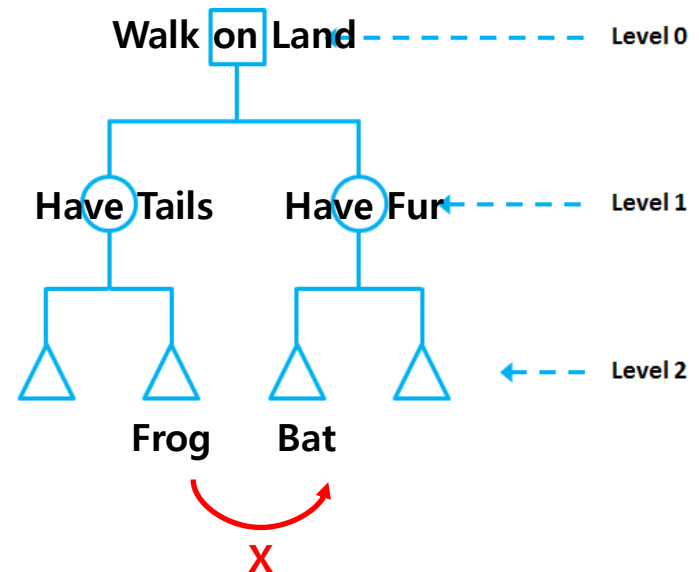 Walk on Land
Level 0
Have Tails
Have Fur
Level 1
Level 2
Frog
Bat
X